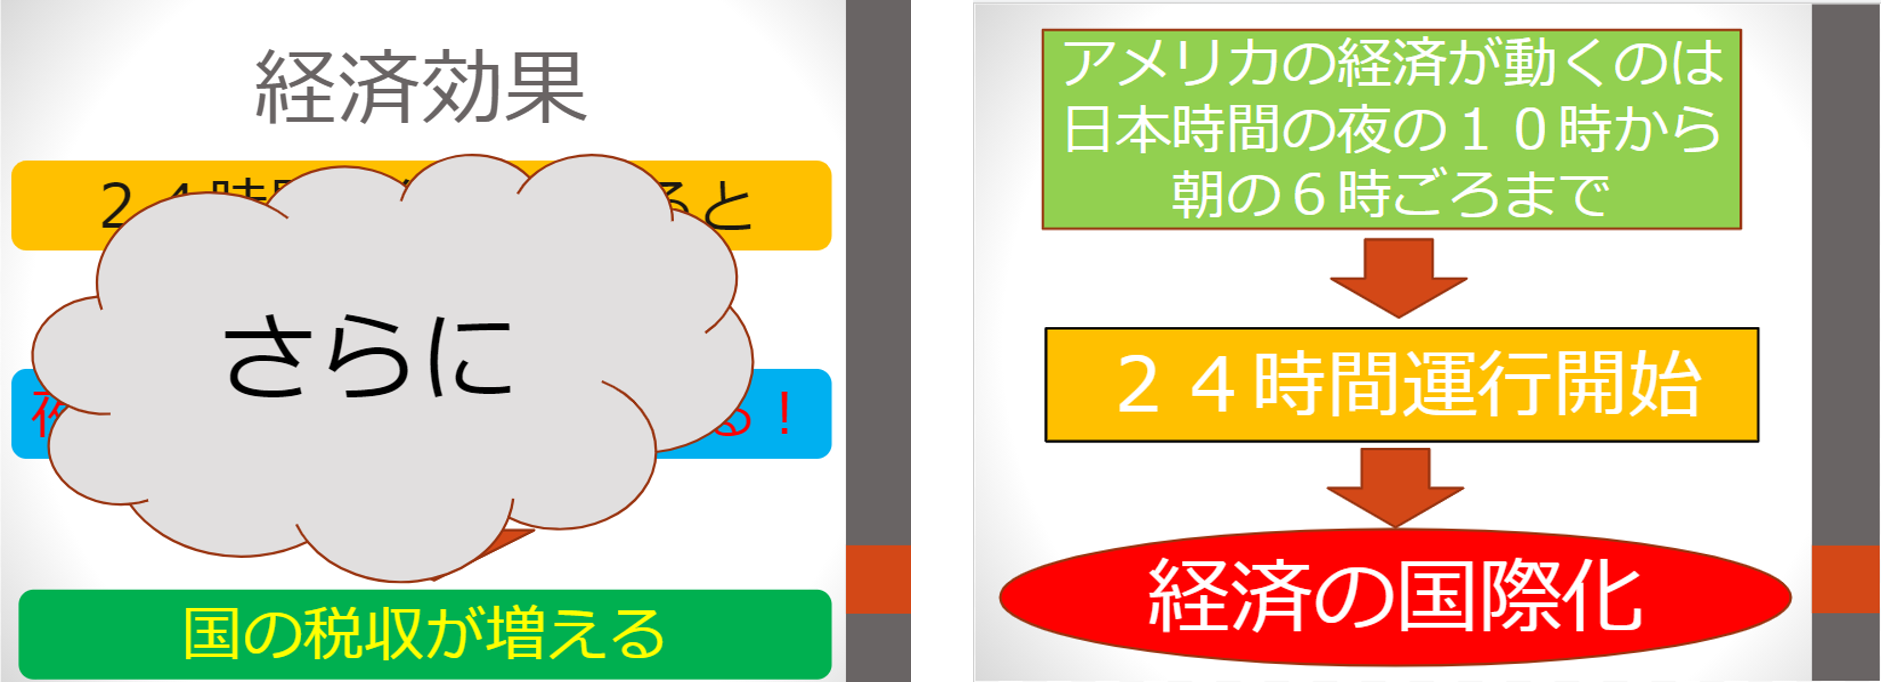 経済効果
２４時
ると
さらに
る！
国の税収が増える
アメリカの経済が動くのは
日本時間の夜の１０時から
朝の６時ごろまで
２４時間運行開始
経済の国際化